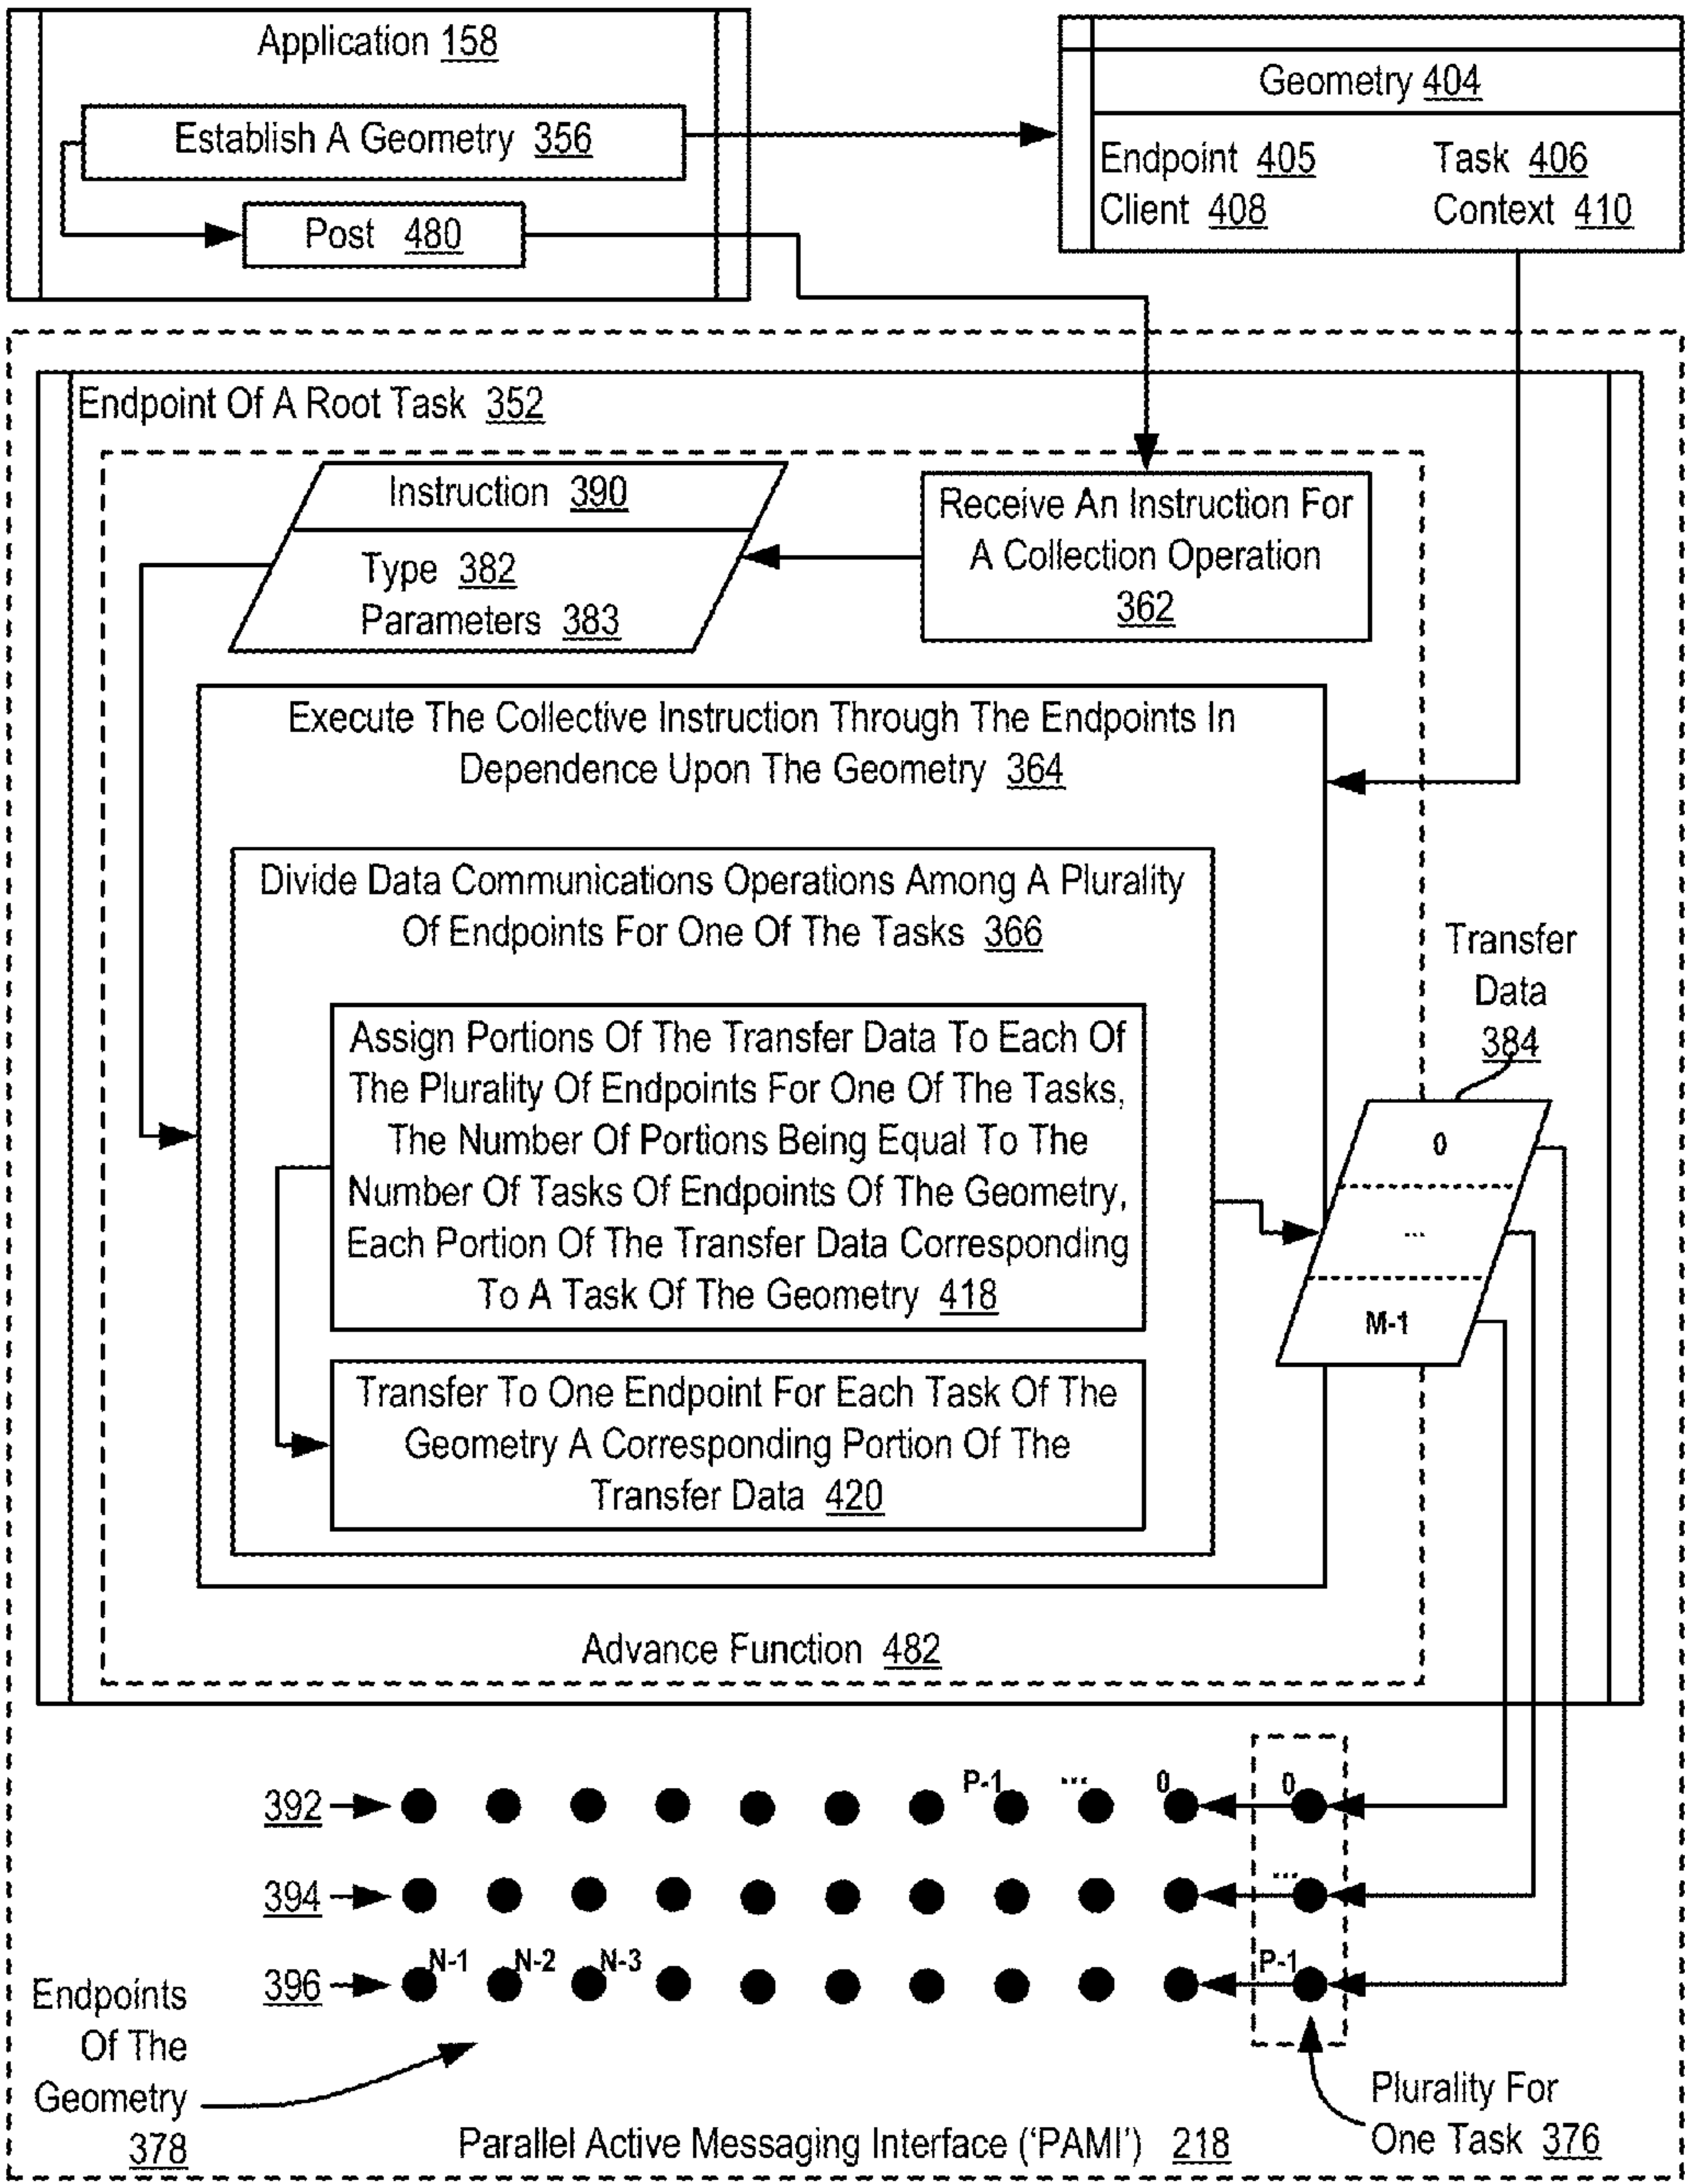 Application 158
Establish A Geometry 356
Post 480
Geometry 404
Endpoint 405 Task 406
Client 408 Context 410
Endpoint Of A Root Task 352
Instruction 390
Type 382
Parameters 383
Receive An Instruction For
A Collection Operation
362
Execute The Collective Instruction Through The Endpoints In
Dependence Upon The Geometry 364
Divide Data Communications Operations Among A Plurality
Of Endpoints For One Of The Tasks 366
Assign Portions Of The Transfer Data To Each Of
The Plurality Of Endpoints For One Of The Tasks,
The Number Of Portions Being Equal To The
Number Of Tasks Of Endpoints Of The Geometry,
Each Portion Of The Transfer Data Corresponding
To A Task Of The Geometry 418
Transfer To One Endpoint For Each Task Of The
Geometry A Corresponding Portion Of The
Transfer Data 420
Transfer
Data
384
0
...
M-1
Advance Function 482
392 P-1 ... 0 0
394 ...
396 N-1 N-2 N-3 P-1
Endpoints
Of The
Geometry
378
Plurality For
One Task 376
Parallel Active Messaging Interface (‘PAMI’) 218